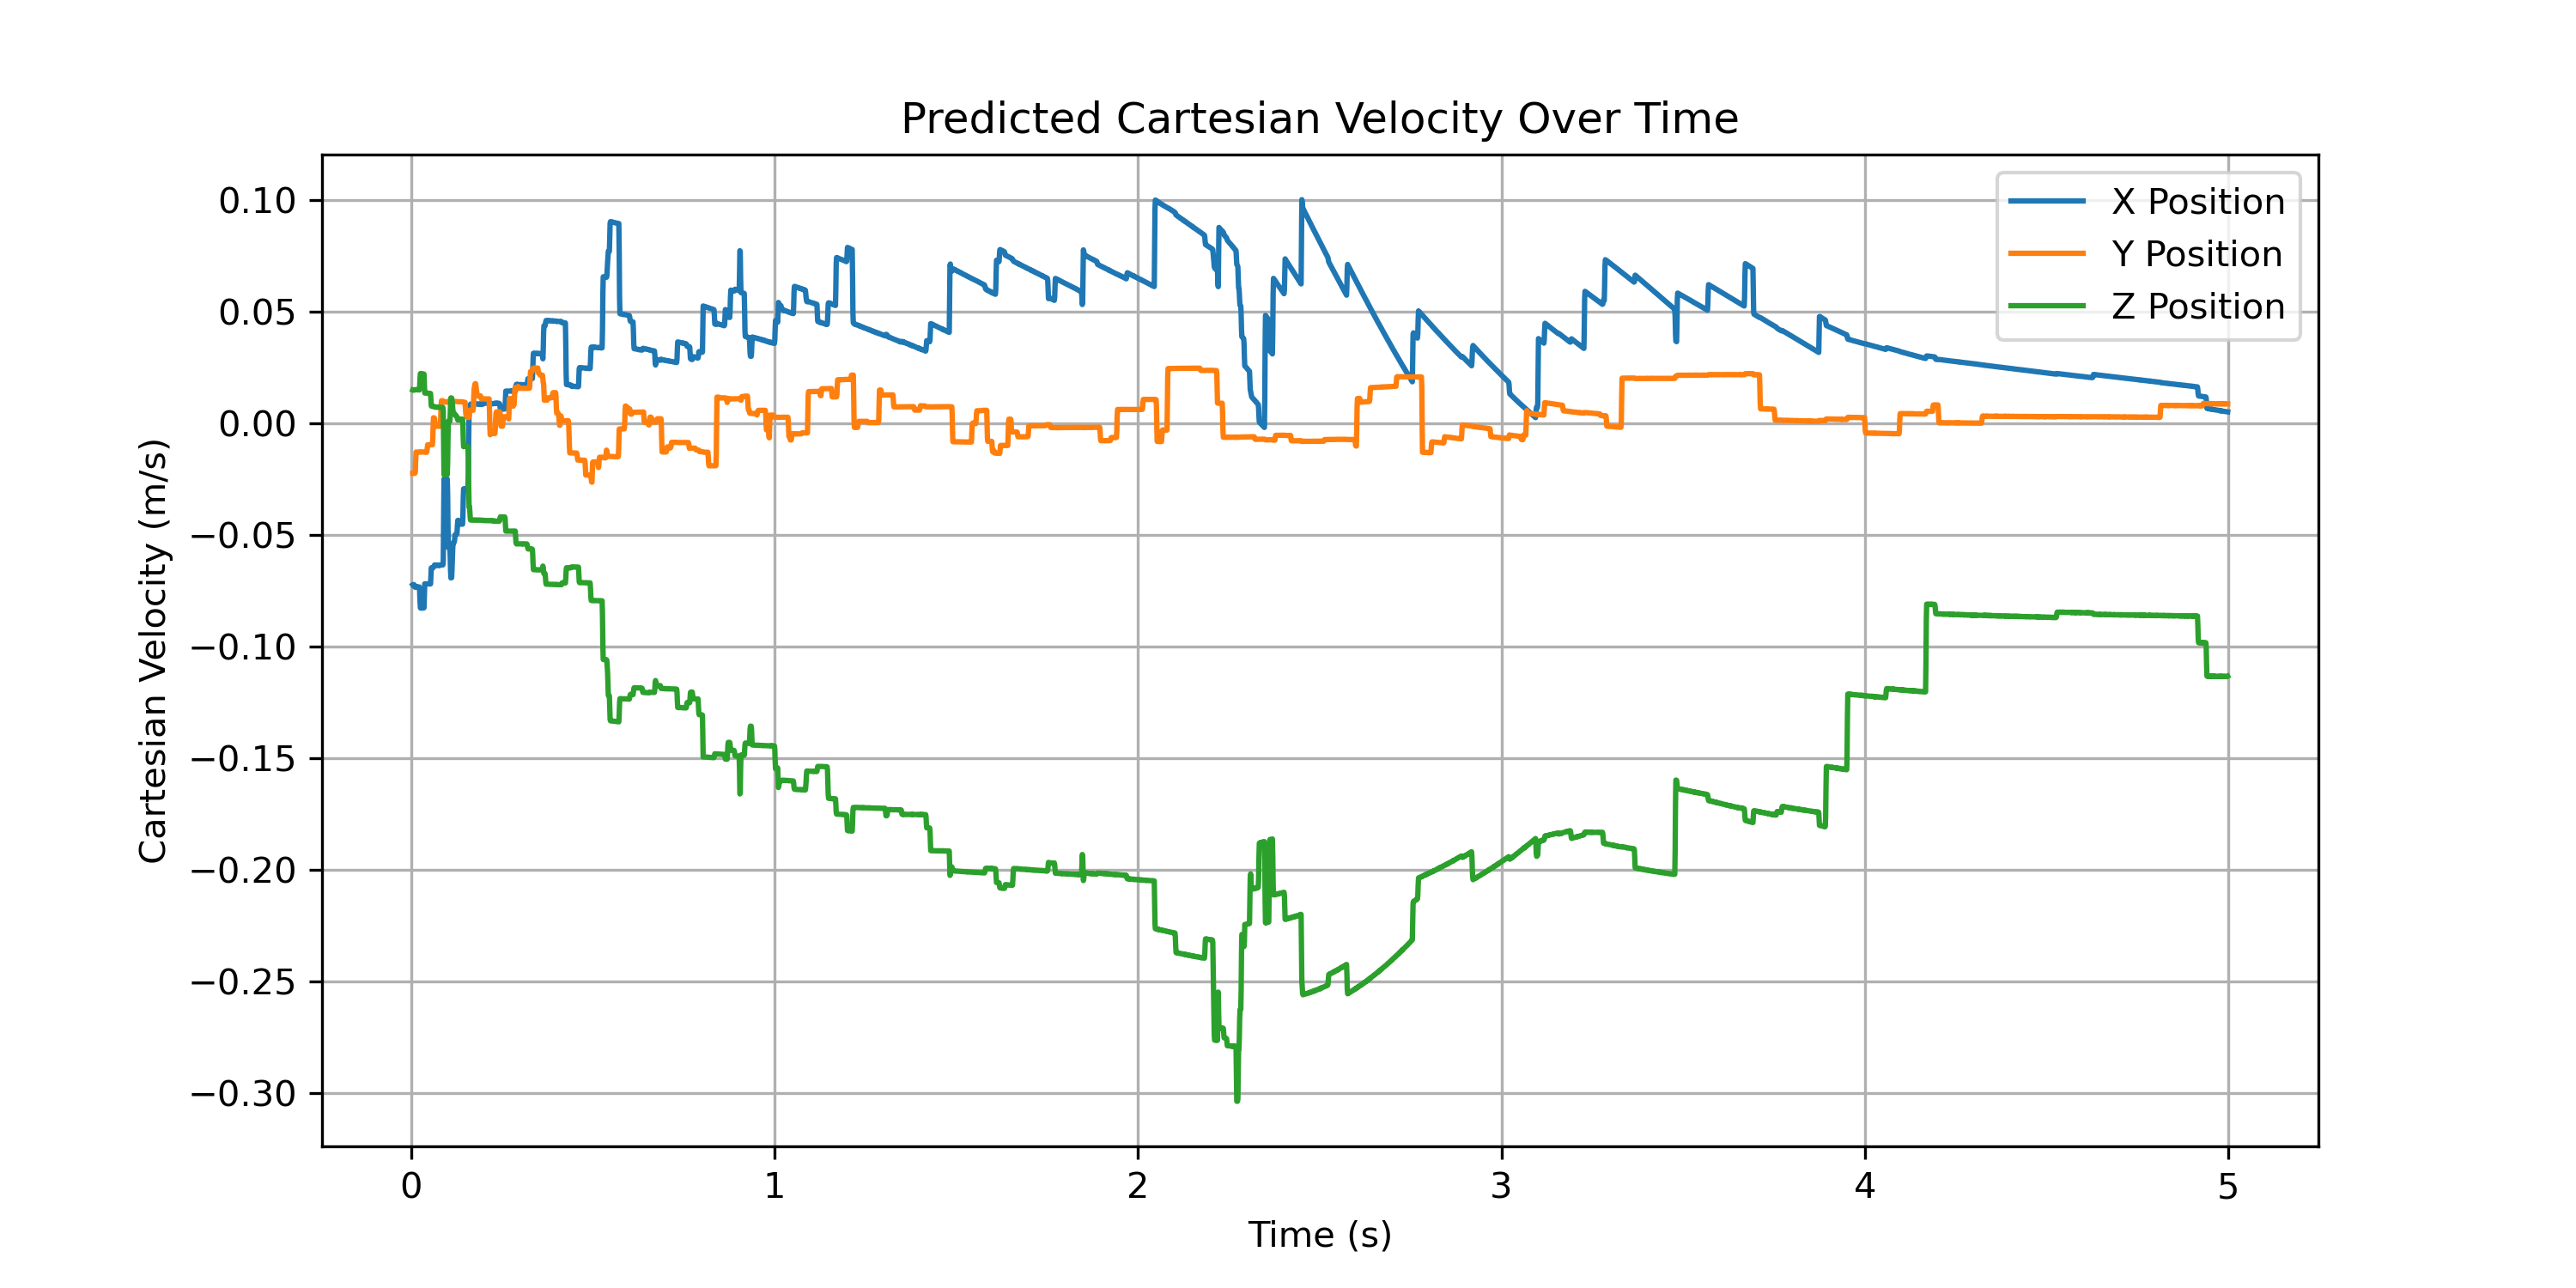 Predicted Cartesian Velocity Over Time
X Position
Y Position
Z Position
Cartesian Velocity (m/s)
0.10
0.05
0.00
−0.05
−0.10
−0.15
−0.20
−0.25
−0.30
0 1 2 3 4 5
Time (s)